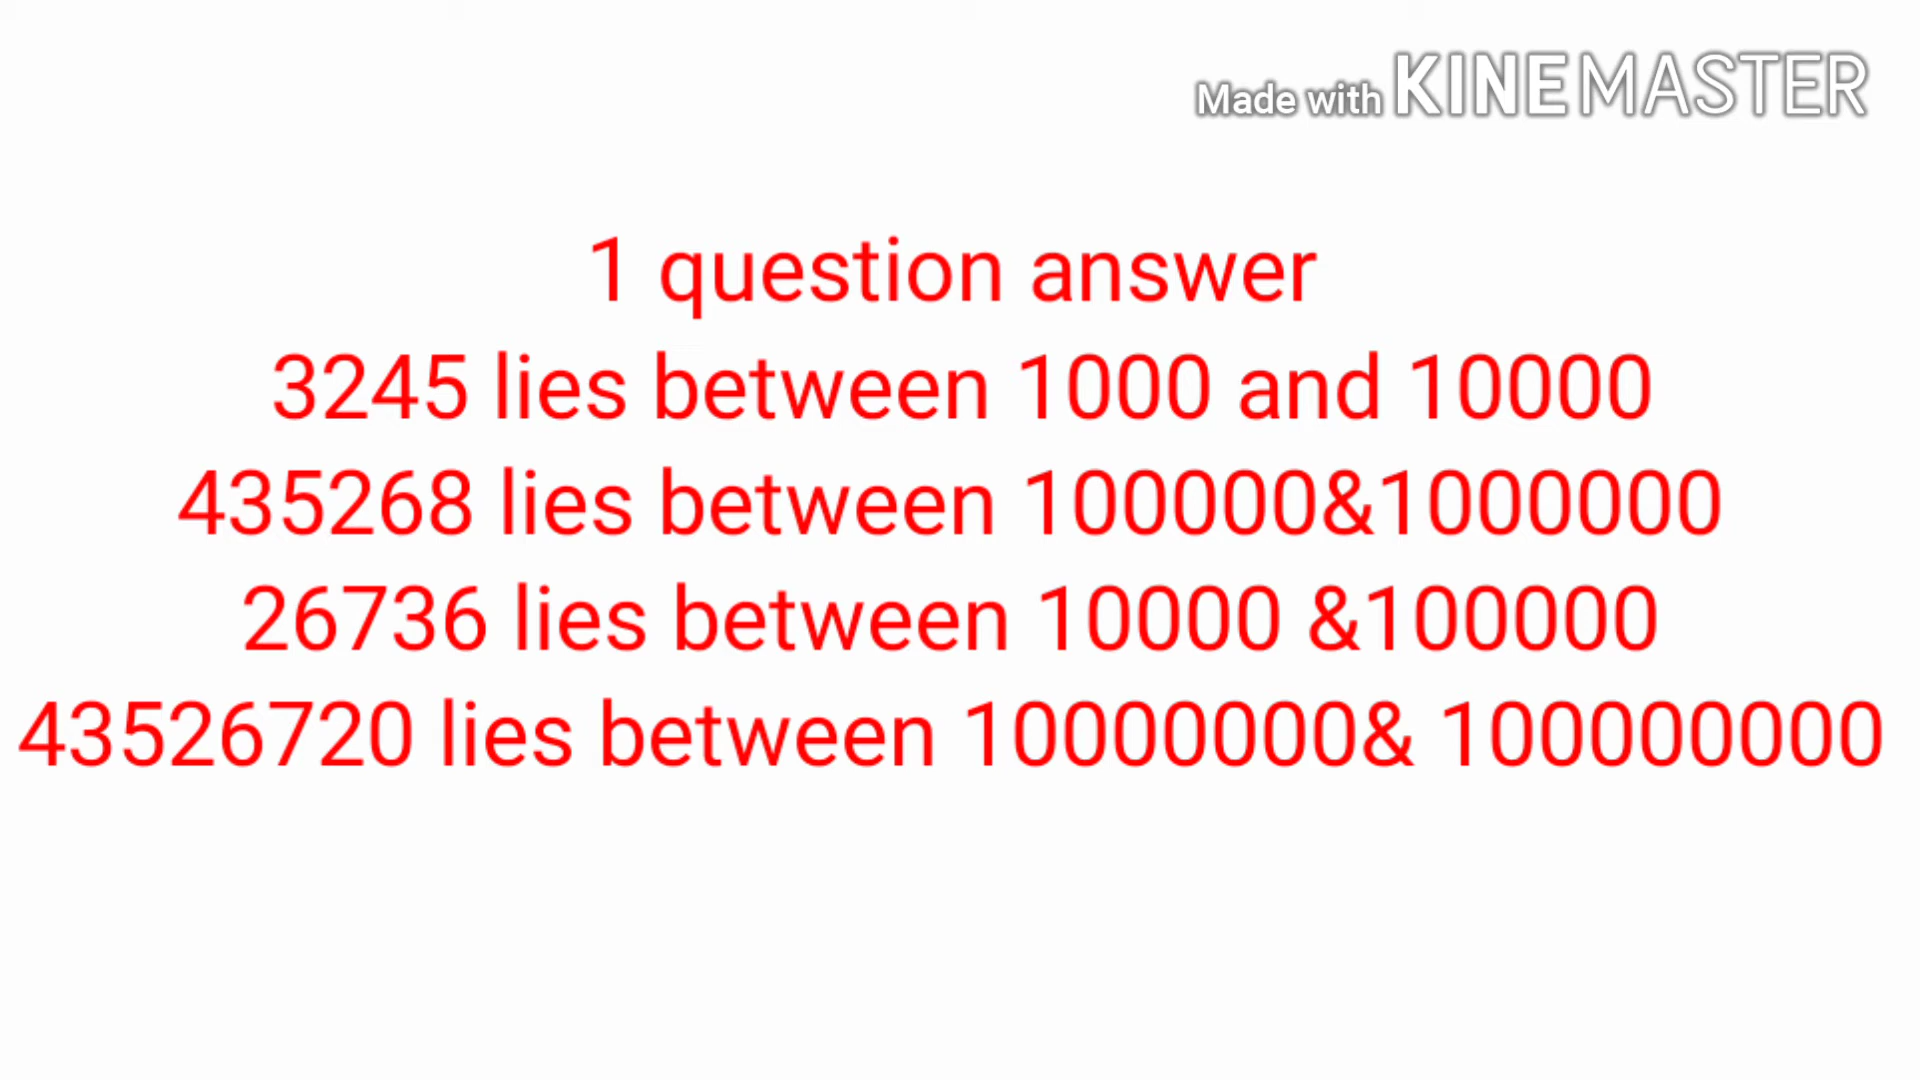 Made with KINEMASTER
1 question answer
3245 lies between 1000 and 10000
435268 lies between 100000&1000000
26736 lies between 10000 &100000
43526720 lies between 10000000& 100000000